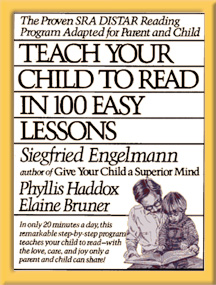 The Proven SRA DISTAR Reading
Program Adapted for Parent and Child
TEACH YOUR
CHILD TO READ
IN 100 EASY
LESSONS
Siegfried Engelmann
author of Give Your Child a Superior Mind
Phyllis Haddox
Elaine Bruner
In only 20 minutes a day, this
remarkable step-by-step program
teaches your child to read—with
the love, care, and joy only a
parent and child can share!